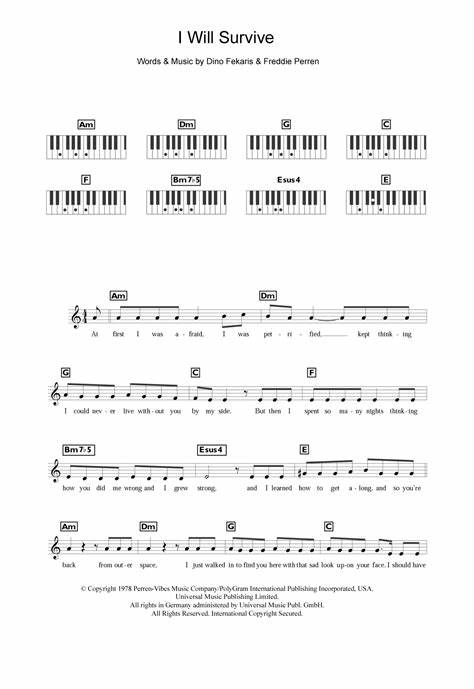 I Will Survive
Words & Music by Dino Fekaris & Freddie Perren
Am Dm G C
F Bm7♭5 Esus4 E
Am Dm
At first I was a- fraid, I was pet- ri- fied, kept think- ing
G C F
I could nev- er live with- out you by my side. But then I spent so ma- ny nights think- ing
Bm7♭5 Esus4 E
how you did me wrong and I grew strong, and I learned how to get a- long, and so you're
Am Dm G C
back from out- er space, I just walked in to find you here with that sad look up- on your face. I should have
© Copyright 1978 Perren-Vibes Music Company/PolyGram International Publishing Incorporated, USA.
Universal Music Publishing Limited.
All rights in Germany administered by Universal Music Publ. GmbH.
All Rights Reserved. International Copyright Secured.